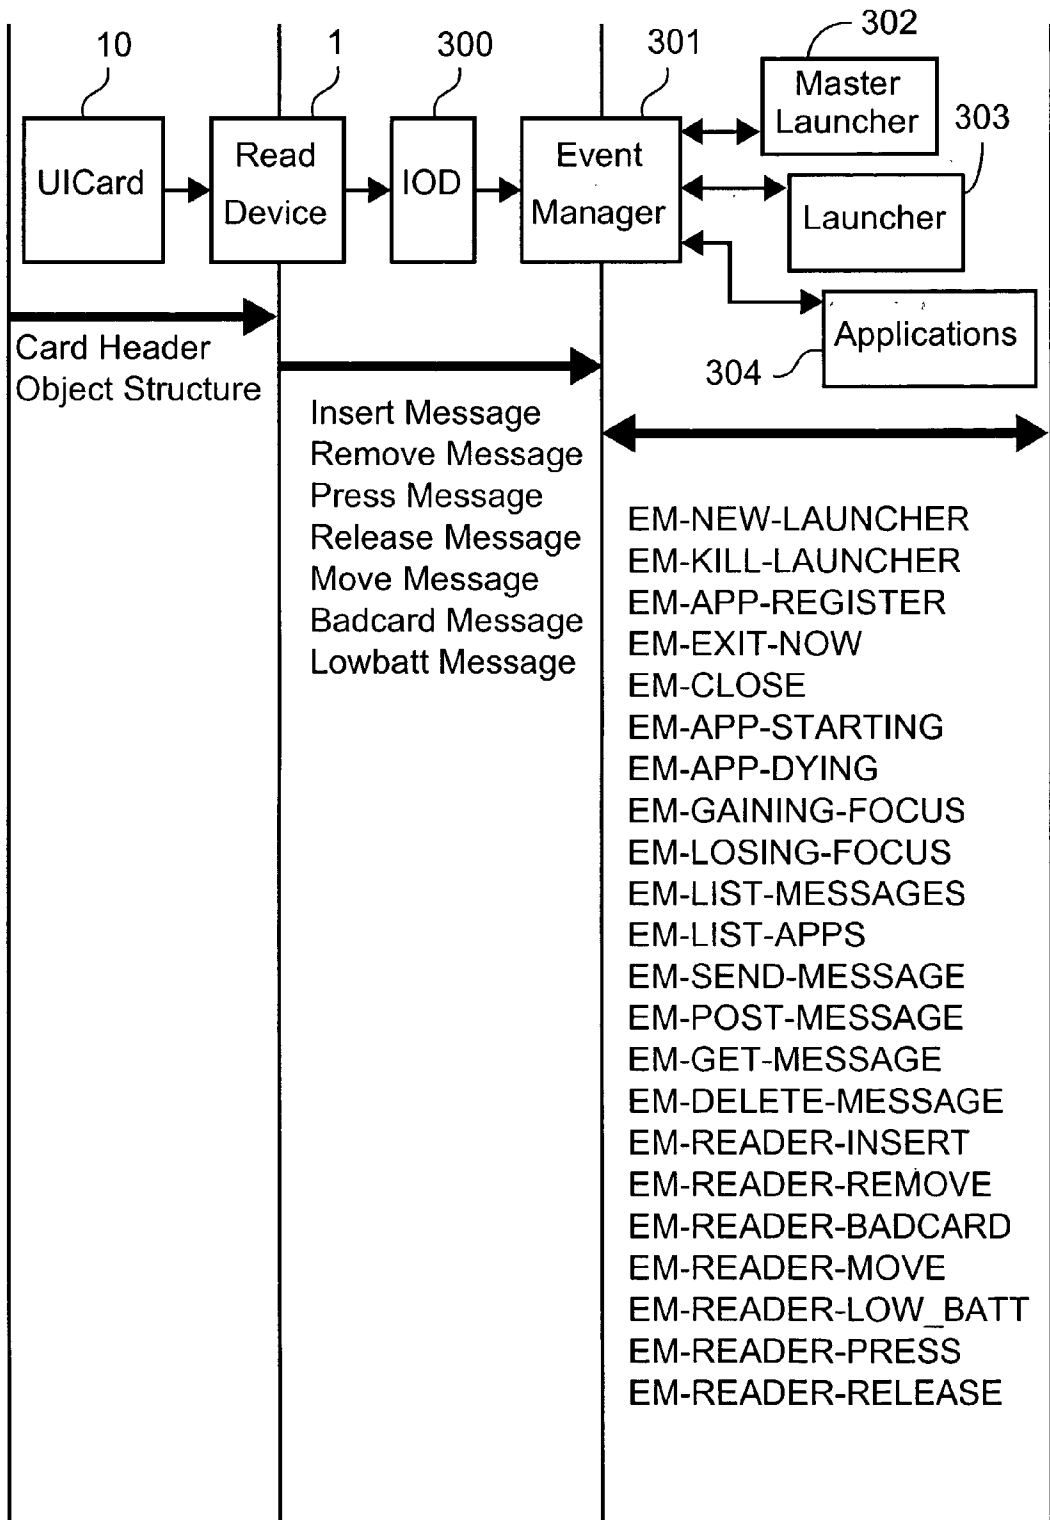 10
1
300
301
302
303
304
UICard
Read
Device
IOD
Event
Manager
Master
Launcher
Launcher
Applications
Card Header
Object Structure
Insert Message
Remove Message
Press Message
Release Message
Move Message
Badcard Message
Lowbatt Message
EM-NEW-LAUNCHER
EM-KILL-LAUNCHER
EM-APP-REGISTER
EM-EXIT-NOW
EM-CLOSE
EM-APP-STARTING
EM-APP-DYING
EM-GAINING-FOCUS
EM-LOSING-FOCUS
EM-LIST-MESSAGES
EM-LIST-APPS
EM-SEND-MESSAGE
EM-POST-MESSAGE
EM-GET-MESSAGE
EM-DELETE-MESSAGE
EM-READER-INSERT
EM-READER-REMOVE
EM-READER-BADCARD
EM-READER-MOVE
EM-READER-LOW_BATT
EM-READER-PRESS
EM-READER-RELEASE